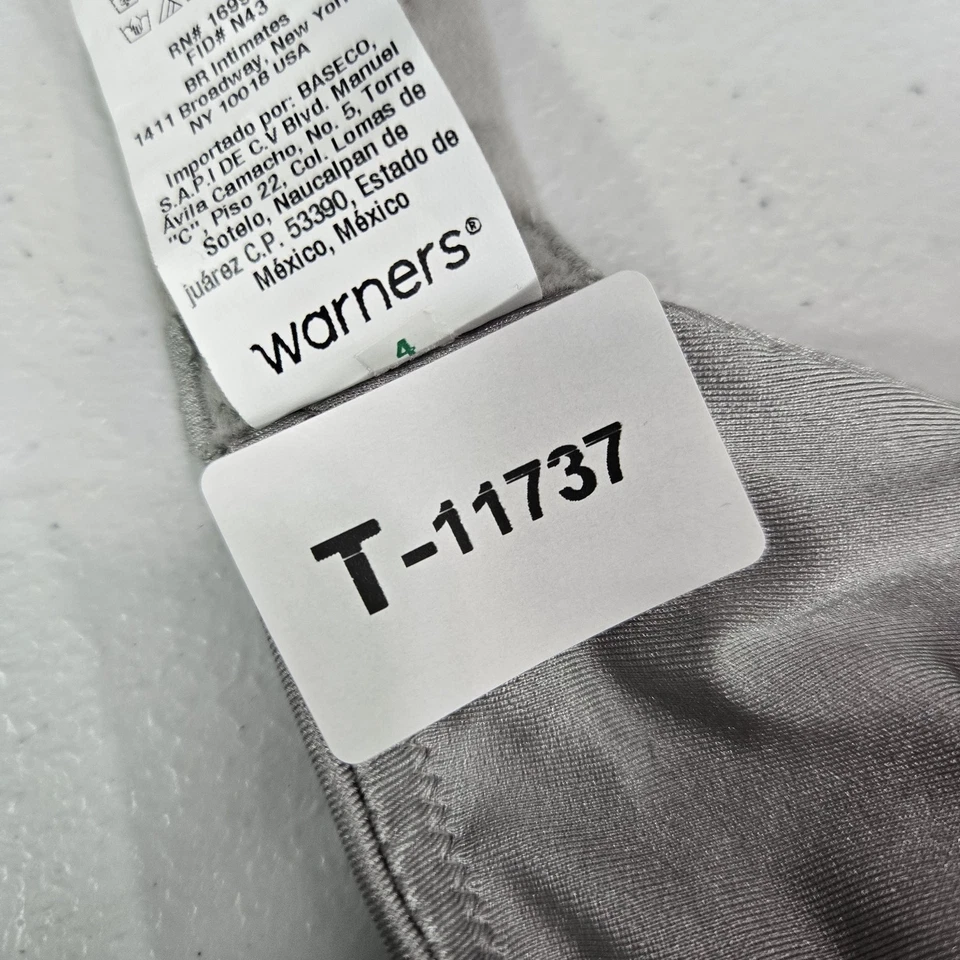 RN# 1699
FID# N43
BR Intimates
1411 Broadway, New York
NY 10018 USA
Importado por: BASECO,
S.A.P.I DE C.V Blvd. Manuel
Ávila Camacho, No. 5, Torre
"C", Piso 22, Col. Lomas de
Sotelo, Naucalpan de
juárez C.P. 53390, Estado de
México, México
warners®
4
T-11737